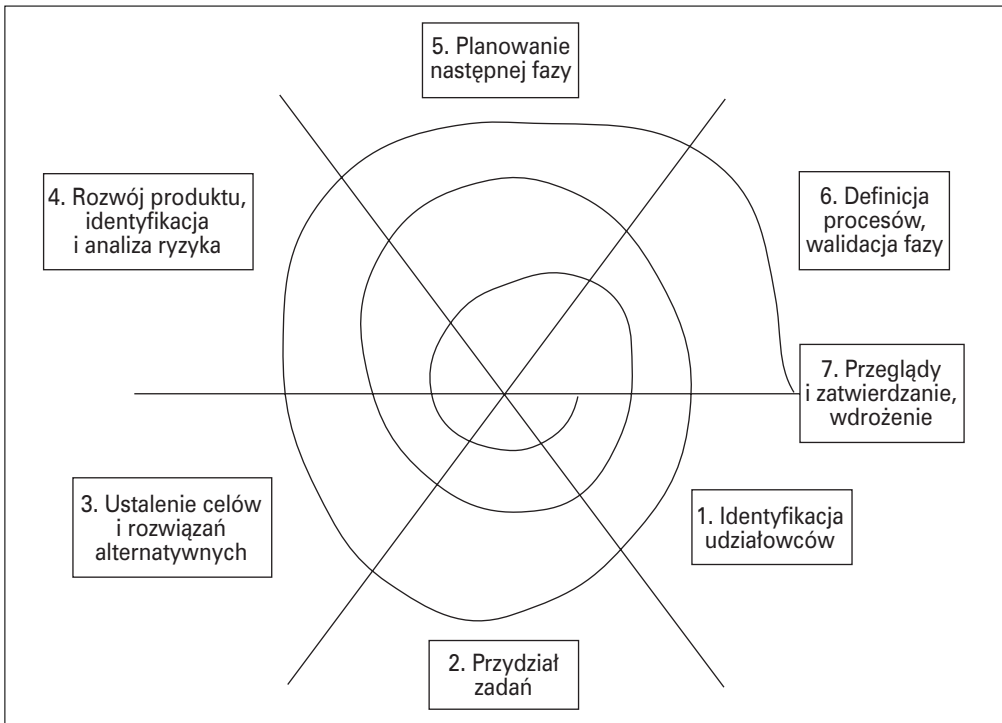 5. Planowanie
następnej fazy
4. Rozwój produktu,
identyfikacja
i analiza ryzyka
6. Definicja
procesów,
walidacja fazy
7. Przeglądy
i zatwierdzanie,
wdrożenie
3. Ustalenie celów
i rozwiązań
alternatywnych
1. Identyfikacja
udziałowców
2. Przydział
zadań